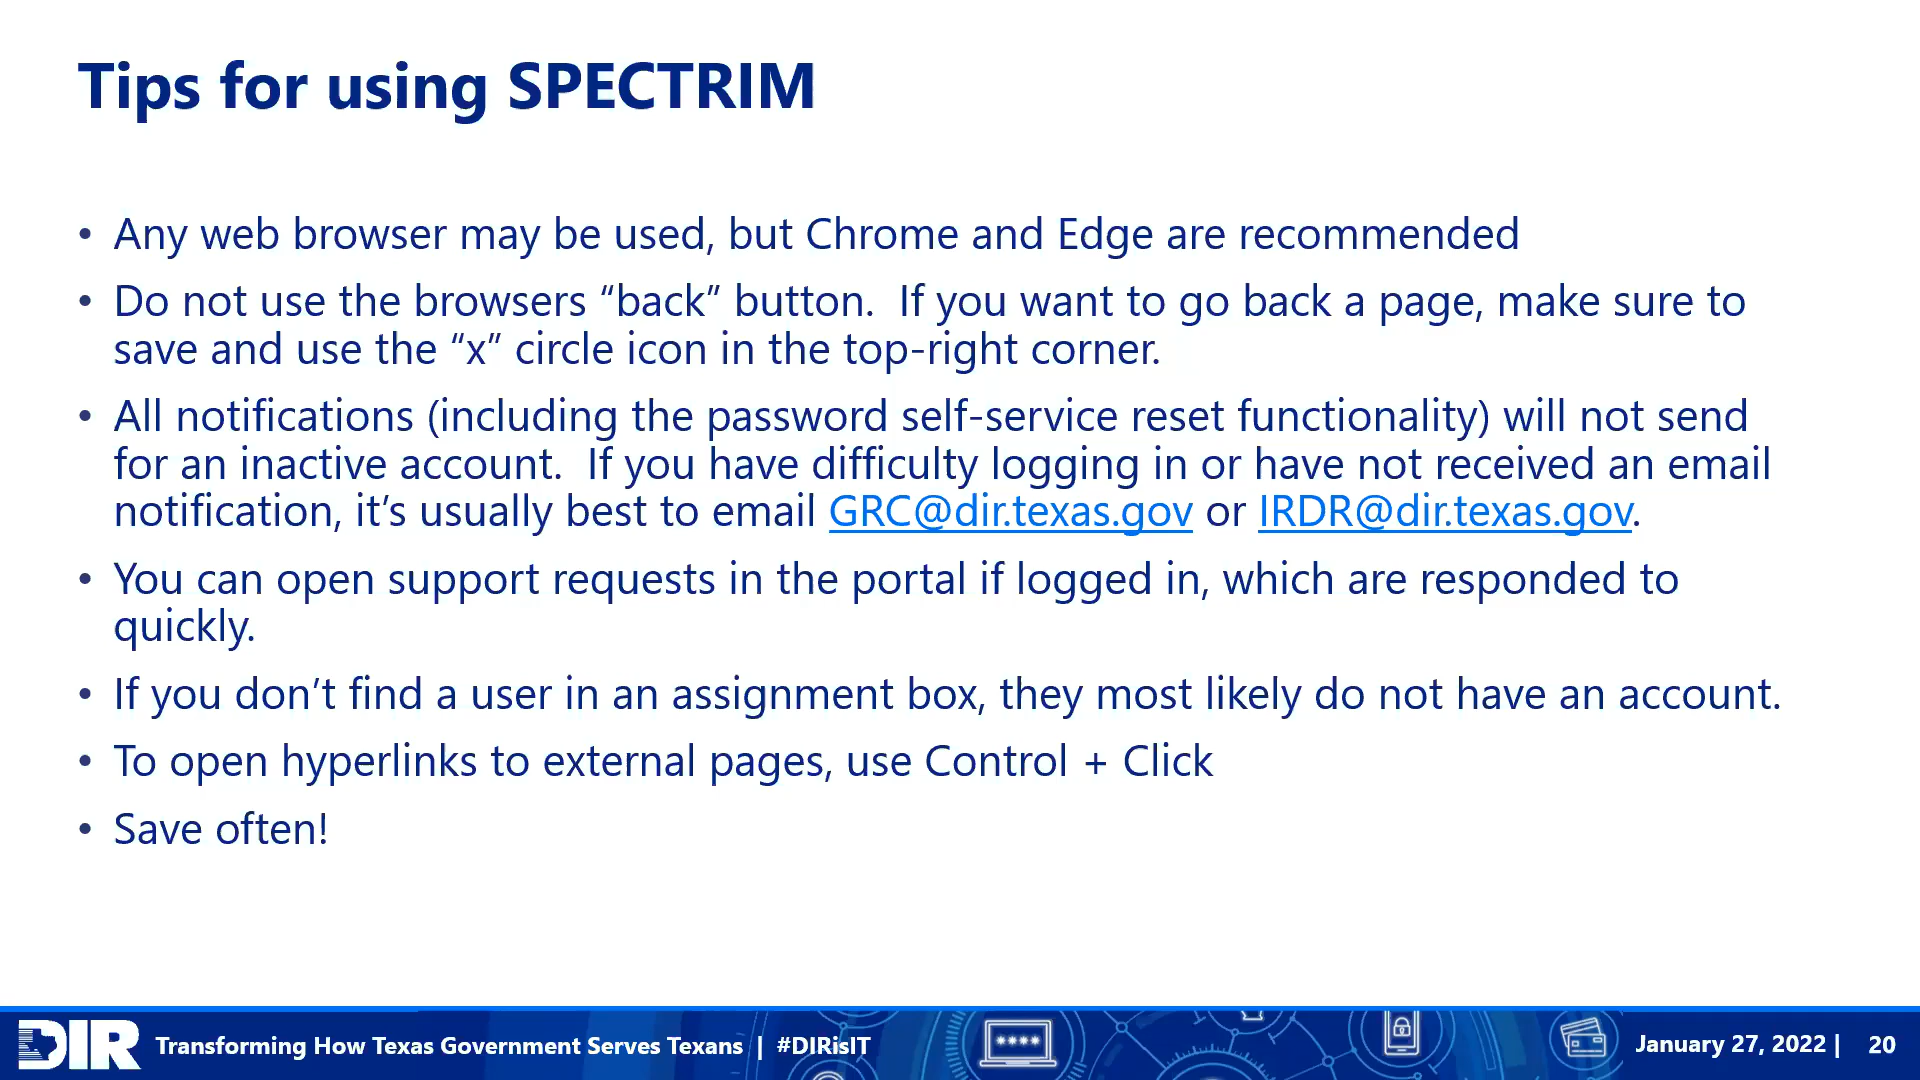 Tips for using SPECTRIM
• Any web browser may be used, but Chrome and Edge are recommended
• Do not use the browsers “back” button.  If you want to go back a page, make sure to
save and use the “x” circle icon in the top-right corner.
• All notifications (including the password self-service reset functionality) will not send
for an inactive account.  If you have difficulty logging in or have not received an email
notification, it’s usually best to email GRC@dir.texas.gov or IRDR@dir.texas.gov.
• You can open support requests in the portal if logged in, which are responded to
quickly.
• If you don’t find a user in an assignment box, they most likely do not have an account.
• To open hyperlinks to external pages, use Control + Click
• Save often!
DIR Transforming How Texas Government Serves Texans | #DIRisIT
****
January 27, 2022 | 20